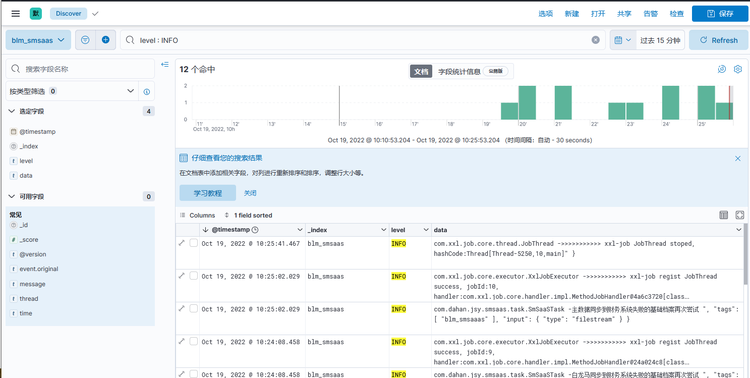 默 Discover 选项 新建 打开 共享 告警 检查 保存
blm_smsaas level : INFO 过去 15 分钟 Refresh
搜索字段名称
按类型筛选 0
选定字段 4
@timestamp
_index
level
data
可用字段 0
常见
_id
_score
@version
event.original
message
thread
time
12 个命中
文档 字段统计信息 公测版
2
1
0
11' 12' 13' 14' 15' 16' 17' 18' 19' 20' 21' 22' 23' 24' 25'
Oct 19, 2022, 10h
Oct 19, 2022 @ 10:10:53.204 - Oct 19, 2022 @ 10:25:53.204 （时间间隔：自动 - 30 seconds）
仔细查看您的搜索结果
在文档表中添加相关字段，对列进行重新排序和排序，调整行大小等。
学习教程 关闭
Columns 1 field sorted
@timestamp _index level data
Oct 19, 2022 @ 10:25:41.467 blm_smsaas INFO com.xxl.job.core.thread.JobThread ->>>>>>>>>>> xxl-job JobThread stoped,
hashCode:Thread[Thread-5250,10,main]" }
Oct 19, 2022 @ 10:25:02.029 blm_smsaas INFO com.xxl.job.core.executor.XxlJobExecutor ->>>>>>>>>>> xxl-job regist JobThread
success, jobId:10,
handler:com.xxl.job.core.handler.impl.MethodJobHandler@4a6c3720[class…
Oct 19, 2022 @ 10:25:02.029 blm_smsaas INFO com.dahan.jsy.smsaas.task.SmSaaSTask -主数据同步到财务系统失败的基础档案再次尝试 ", "tags":
[ "blm_smsaas" ], "input": { "type": "filestream" } }
Oct 19, 2022 @ 10:24:08.458 blm_smsaas INFO com.xxl.job.core.executor.XxlJobExecutor ->>>>>>>>>>> xxl-job regist JobThread
success, jobId:9,
handler:com.xxl.job.core.handler.impl.MethodJobHandler@24a024c8[class…
Oct 19, 2022 @ 10:24:08.458 blm_smsaas INFO com.dahan.jsy.smsaas.task.SmSaaSTask -白龙马同步到财务系统失败的基础档案再次尝试 ", "tags":